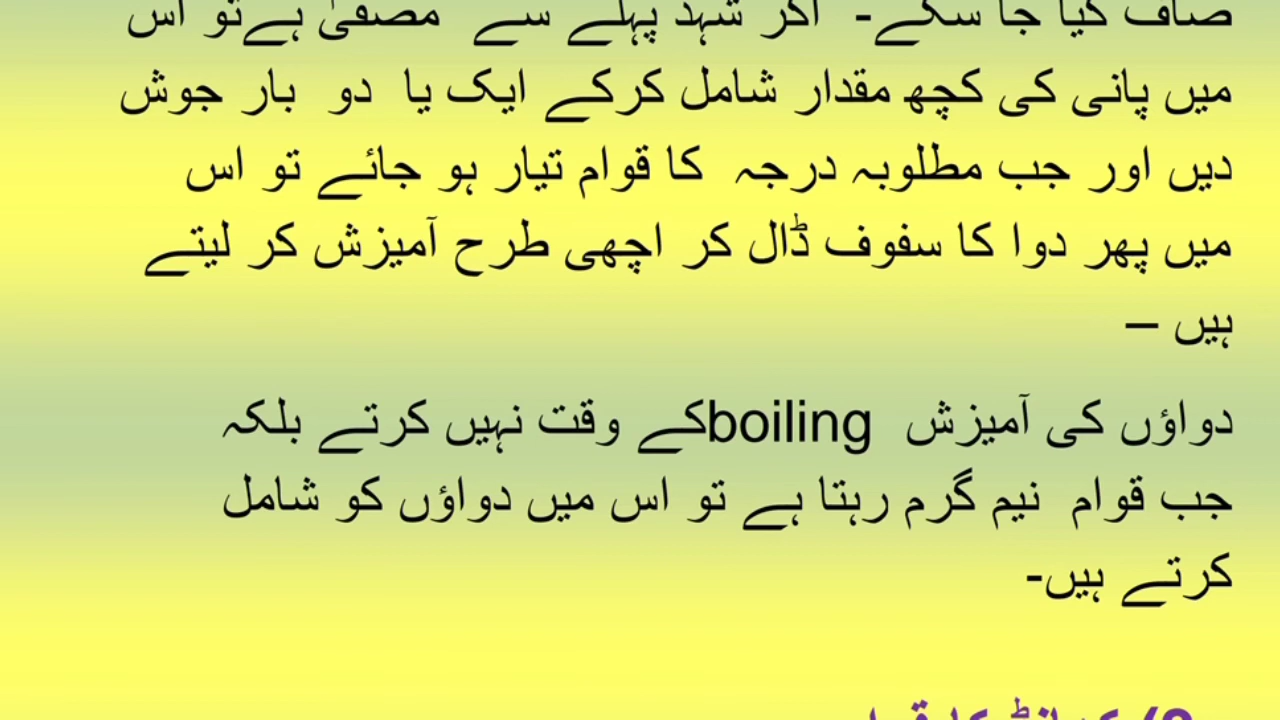 صاف کیا جا سکے- اگر شہد پہلے سے مصفیٰ ہےتو اس
میں پانی کی کچھ مقدار شامل کرکے ایک یا دو بار جوش
دیں اور جب مطلوبہ درجہ کا قوام تیار ہو جائے تو اس
میں پھر دوا کا سفوف ڈال کر اچھی طرح آمیزش کر لیتے
ہیں –
دواؤں کی آمیزش boilingکے وقت نہیں کرتے بلکہ
جب قوام نیم گرم رہتا ہے تو اس میں دواؤں کو شامل
کرتے ہیں-